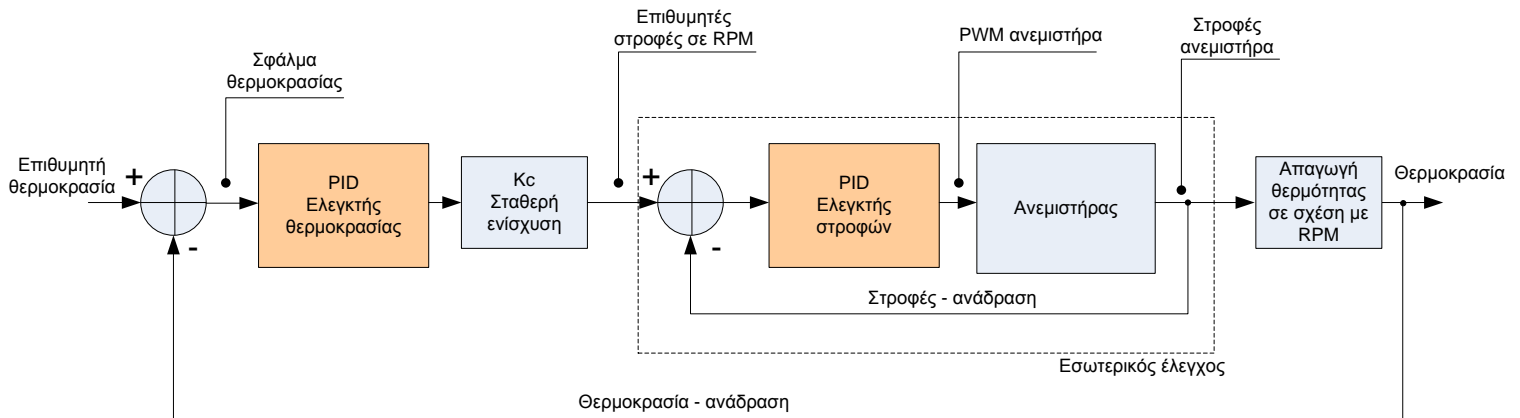 Επιθυμητές
στροφές σε RPM
PWM ανεμιστήρα
Στροφές
ανεμιστήρα
Σφάλμα
θερμοκρασίας
Επιθυμητή
θερμοκρασία
+
-
PID
Ελεγκτής
θερμοκρασίας
Kc
Σταθερή
ενίσχυση
+
-
PID
Ελεγκτής
στροφών
Ανεμιστήρας
Απαγωγή
θερμότητας
σε σχέση με
RPM
Θερμοκρασία
Στροφές - ανάδραση
Εσωτερικός έλεγχος
Θερμοκρασία - ανάδραση